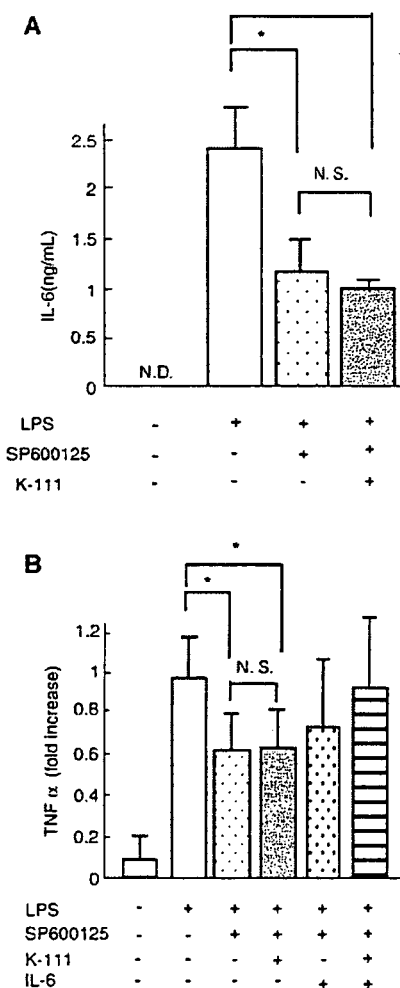 A
*
N. S.
2.5
2
1.5
1
0.5
0
IL-6(ng/mL)
N.D.
LPS - + + +
SP600125 - - + +
K-111 - - - +
B
*
*
N. S.
1.2
1
0.8
0.6
0.4
0.2
0
TNF α (fold increase)
LPS - + + + + +
SP600125 - - + + + +
K-111 - - - + - +
IL-6 - - - - + +